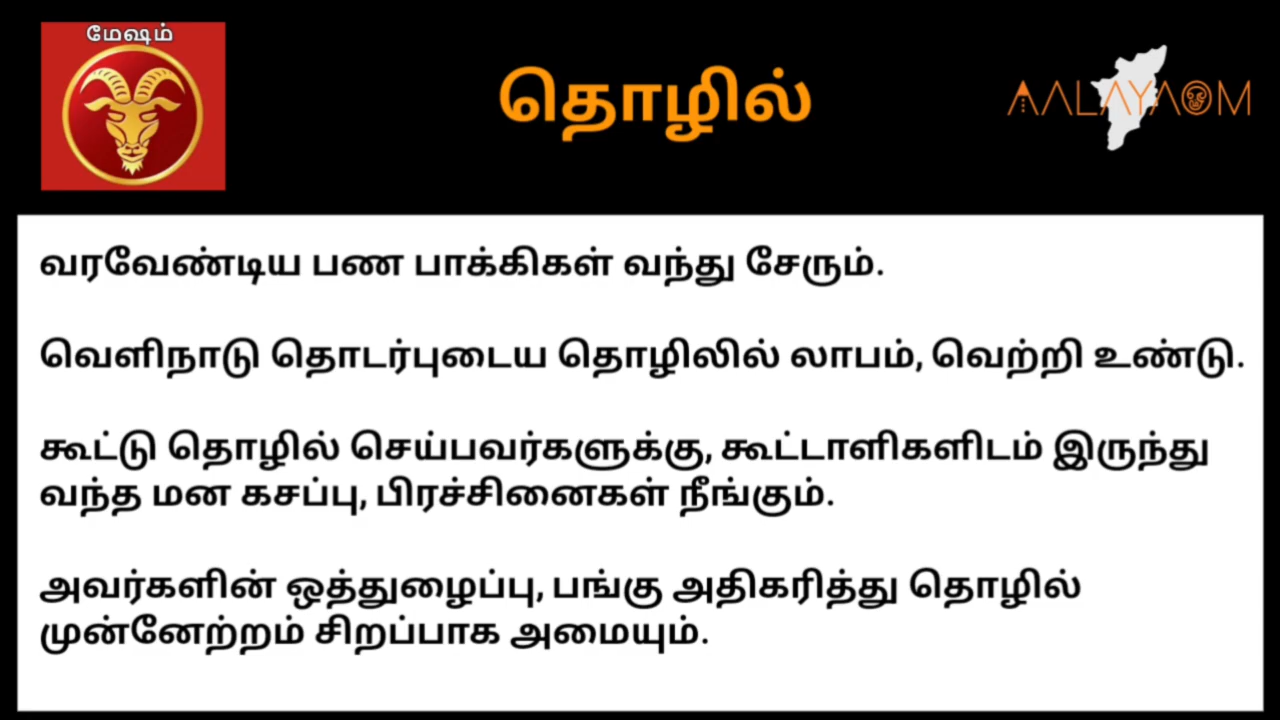 மேஷம்
தொழில்
AALAYAOM
வரவேண்டிய பண பாக்கிகள் வந்து சேரும்.
வெளிநாடு தொடர்புடைய தொழிலில் லாபம், வெற்றி உண்டு.
கூட்டு தொழில் செய்பவர்களுக்கு, கூட்டாளிகளிடம் இருந்து
வந்த மன கசப்பு, பிரச்சினைகள் நீங்கும்.
அவர்களின் ஒத்துழைப்பு, பங்கு அதிகரித்து தொழில்
முன்னேற்றம் சிறப்பாக அமையும்.